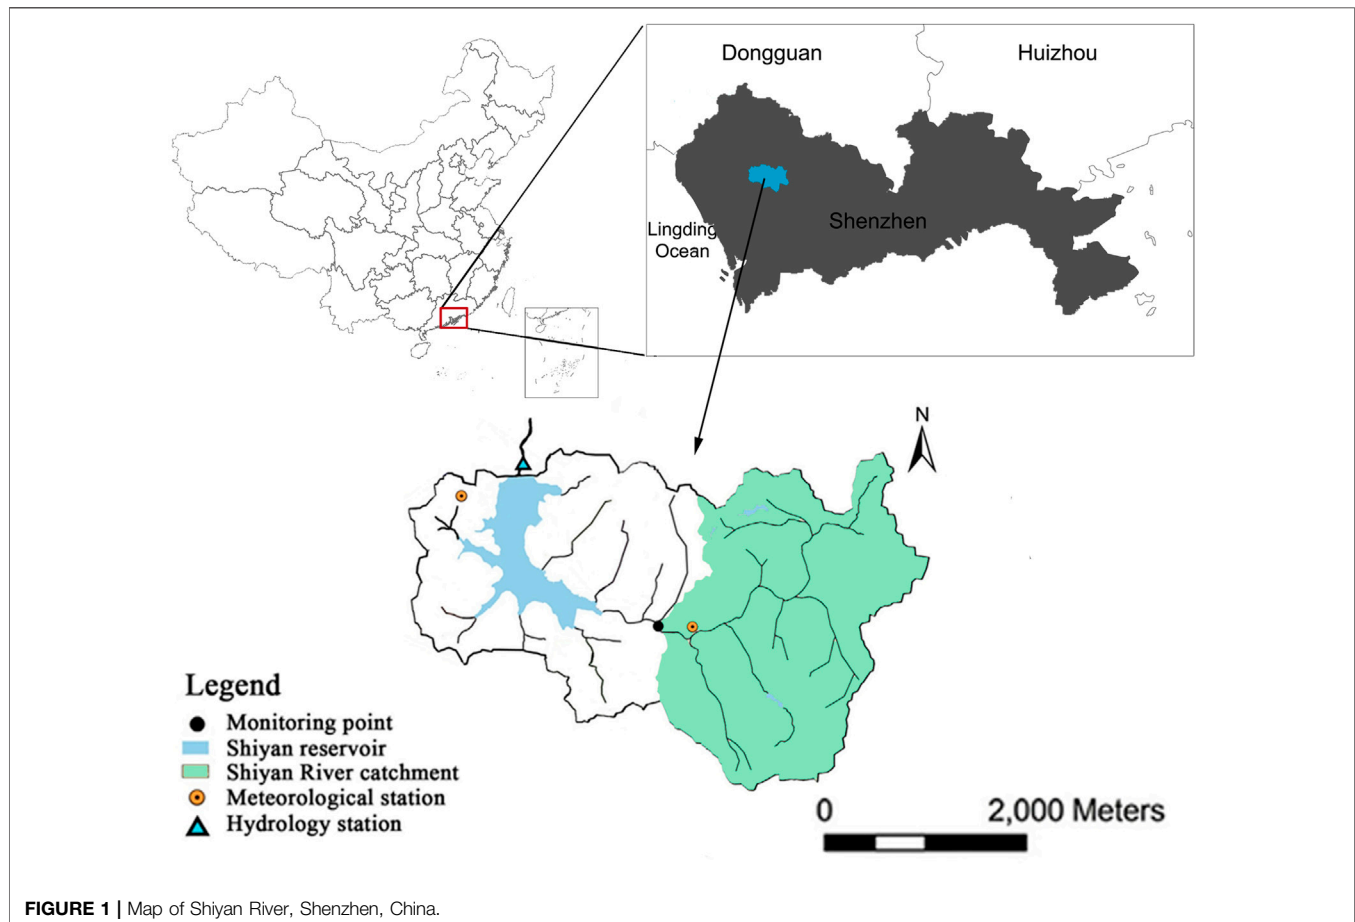 Dongguan
Huizhou
Lingding
Ocean
Shenzhen
N
Legend
Monitoring point
Shiyan reservoir
Shiyan River catchment
Meteorological station
Hydrology station
0
2,000 Meters
FIGURE 1 | Map of Shiyan River, Shenzhen, China.